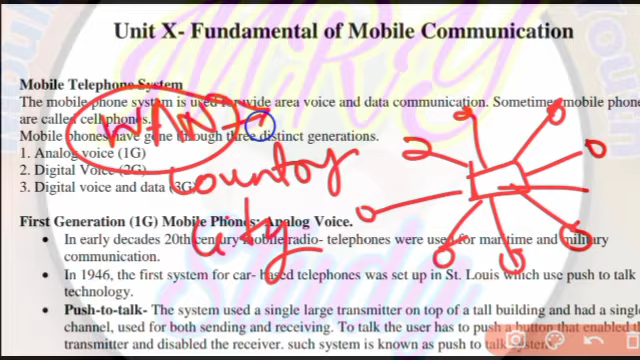 Unit X- Fundamental of Mobile Communication
Mobile Telephone System
The mobile phone system is used for wide area voice and data communication. Sometimes mobile phon
are called cell phones.
Mobile phones have gone through three distinct generations.
1. Analog voice (1G)
2. Digital Voice (2G)
3. Digital voice and data (3G)
WAN
country
city
First Generation (1G) Mobile Phones: Analog Voice.
• In early decades 20th century mobile radio- telephones were used for maritime and military
communication.
• In 1946, the first system for car- based telephones was set up in St. Louis which use push to talk
technology.
• Push-to-talk- The system used a single large transmitter on top of a tall building and had a singl
channel, used for both sending and receiving. To talk the user has to push a button that enabled th
transmitter and disabled the receiver. such system is known as push to talk system